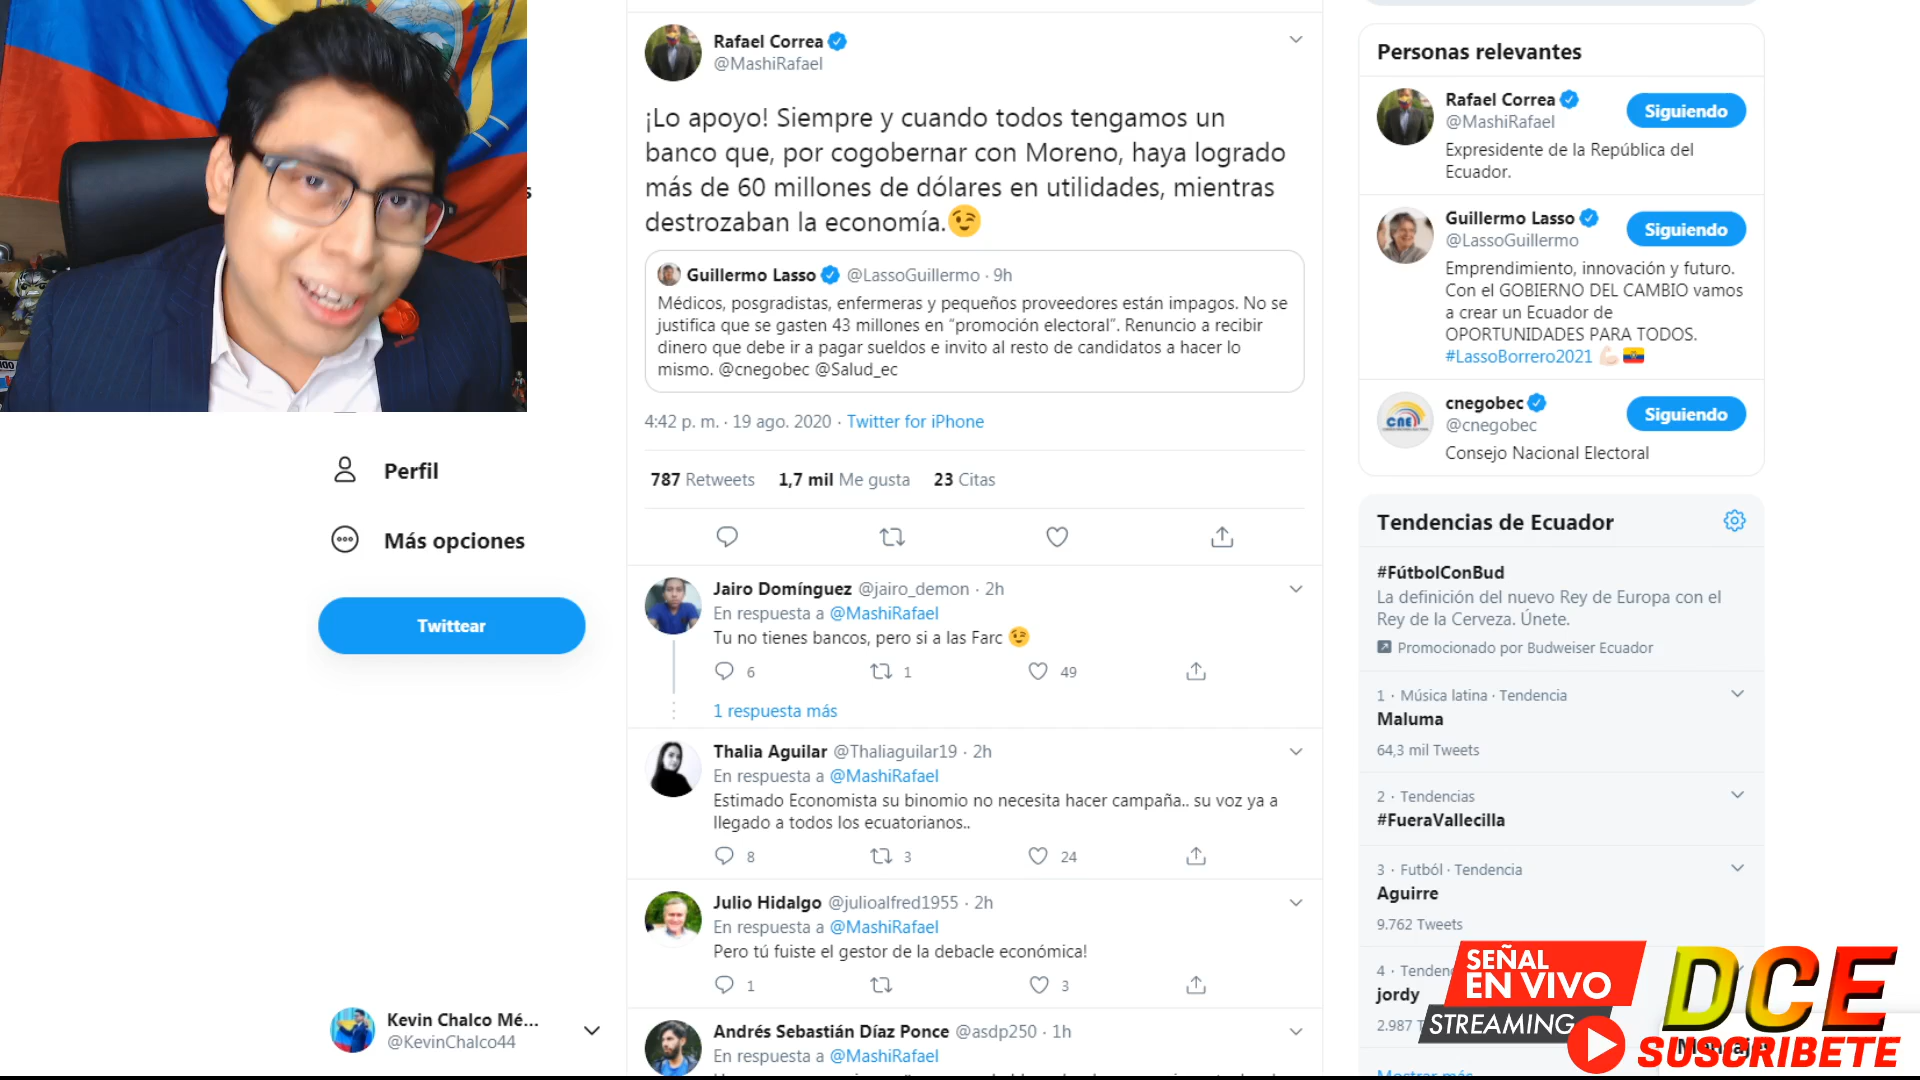 Rafael Correa
@MashiRafael
¡Lo apoyo! Siempre y cuando todos tengamos un
banco que, por cogobernar con Moreno, haya logrado
más de 60 millones de dólares en utilidades, mientras
destrozaban la economía.😉
Guillermo Lasso @LassoGuillermo · 9h
Médicos, posgradistas, enfermeras y pequeños proveedores están impagos. No se
justifica que se gasten 43 millones en “promoción electoral”. Renuncio a recibir
dinero que debe ir a pagar sueldos e invito al resto de candidatos a hacer lo
mismo. @cnegobec @Salud_ec
4:42 p. m. · 19 ago. 2020 · Twitter for iPhone
787 Retweets 1,7 mil Me gusta 23 Citas
Jairo Domínguez @jairo_demon · 2h
En respuesta a @MashiRafael
Tu no tienes bancos, pero si a las Farc 😉
6 1 49
1 respuesta más
Thalia Aguilar @Thaliaguilar19 · 2h
En respuesta a @MashiRafael
Estimado Economista su binomio no necesita hacer campaña.. su voz ya a
llegado a todos los ecuatorianos..
8 3 24
Julio Hidalgo @julioalfred1955 · 2h
En respuesta a @MashiRafael
Pero tú fuiste el gestor de la debacle económica!
1 3
Andrés Sebastián Díaz Ponce @asdp250 · 1h
En respuesta a @MashiRafael
Perfil
Más opciones
Twittear
Kevin Chalco Mé...
@KevinChalco44
Personas relevantes
Rafael Correa
@MashiRafael
Siguiendo
Expresidente de la República del
Ecuador.
Guillermo Lasso
@LassoGuillermo
Siguiendo
Emprendimiento, innovación y futuro.
Con el GOBIERNO DEL CAMBIO vamos
a crear un Ecuador de
OPORTUNIDADES PARA TODOS.
#LassoBorrero2021 💪🏻🇪🇨
cnegobec
@cnegobec
Siguiendo
CNE
Consejo Nacional Electoral
Tendencias de Ecuador
#FútbolConBud
La definición del nuevo Rey de Europa con el
Rey de la Cerveza. Únete.
Promocionado por Budweiser Ecuador
1 · Música latina · Tendencia
Maluma
64,3 mil Tweets
2 · Tendencias
#FueraVallecilla
3 · Futból · Tendencia
Aguirre
9.762 Tweets
4 · Tendenc
jordy
2.987 T
Mostrar más
SEÑAL
EN VIVO
STREAMING
DCE
SUSCRIBETE
Mensajes